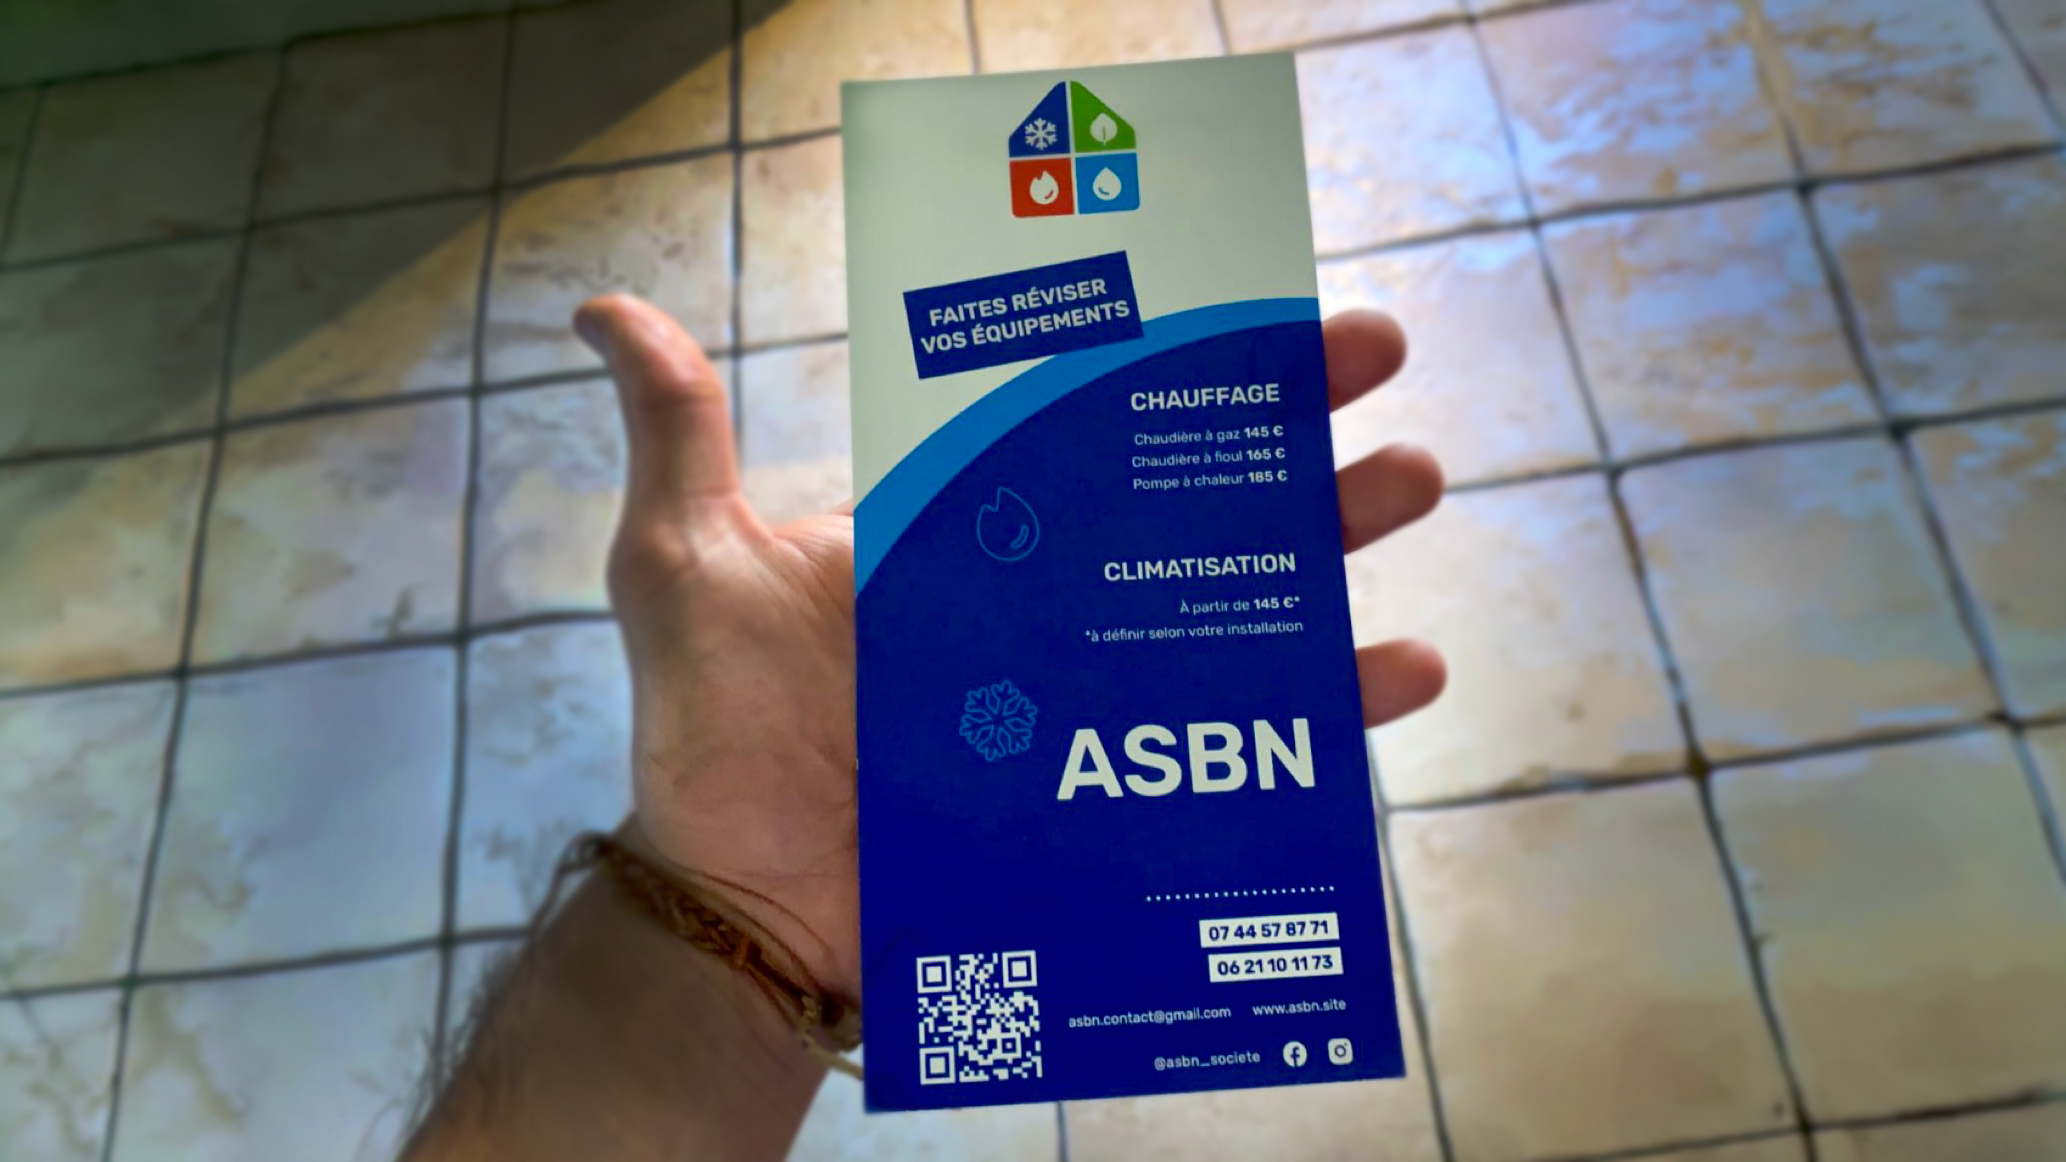 FAITES RÉVISER
VOS ÉQUIPEMENTS
CHAUFFAGE
Chaudière à gaz 145 €
Chaudière à fioul 165 €
Pompe à chaleur 185 €
CLIMATISATION
À partir de 145 €*
*à définir selon votre installation
ASBN
07 44 57 87 71
06 21 10 11 73
asbn.contact@gmail.com www.asbn.site
@asbn_societe